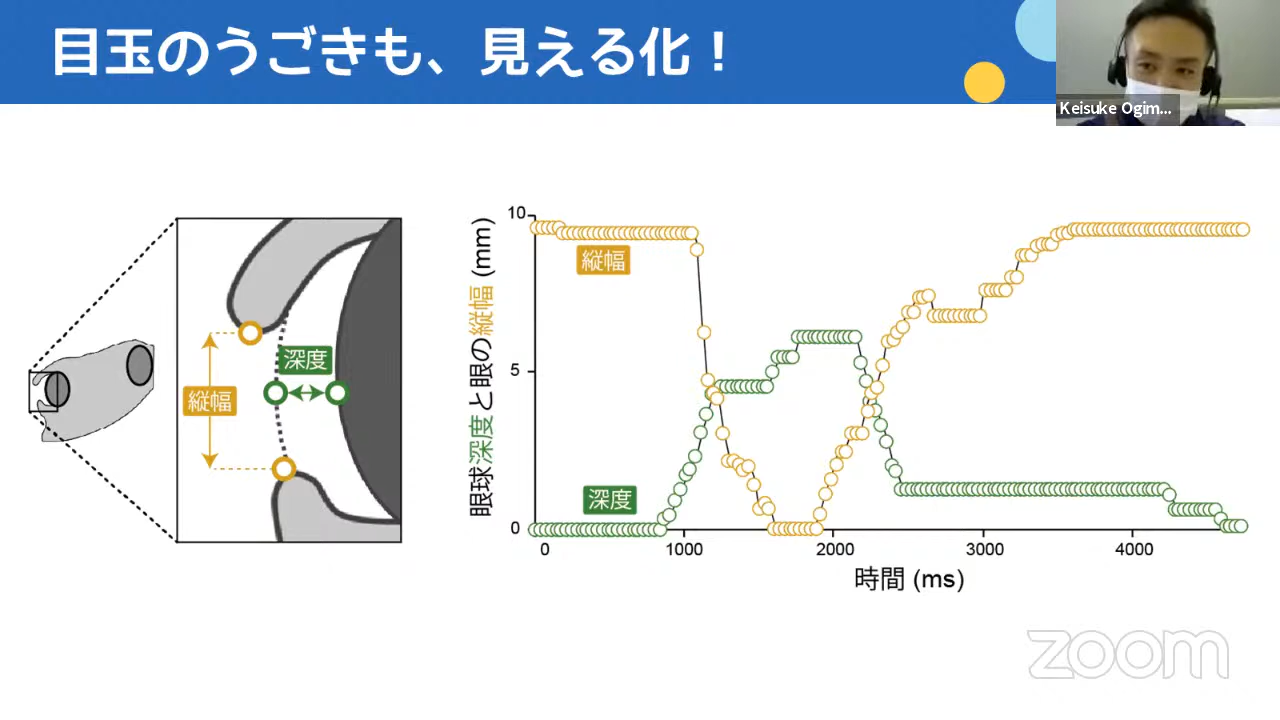 目玉のうごきも、見える化！
Keisuke Ogim...
深度
縦幅
眼球深度と眼の縦幅 (mm)
10
5
0
縦幅
深度
0
1000
2000
3000
4000
時間 (ms)
zoom